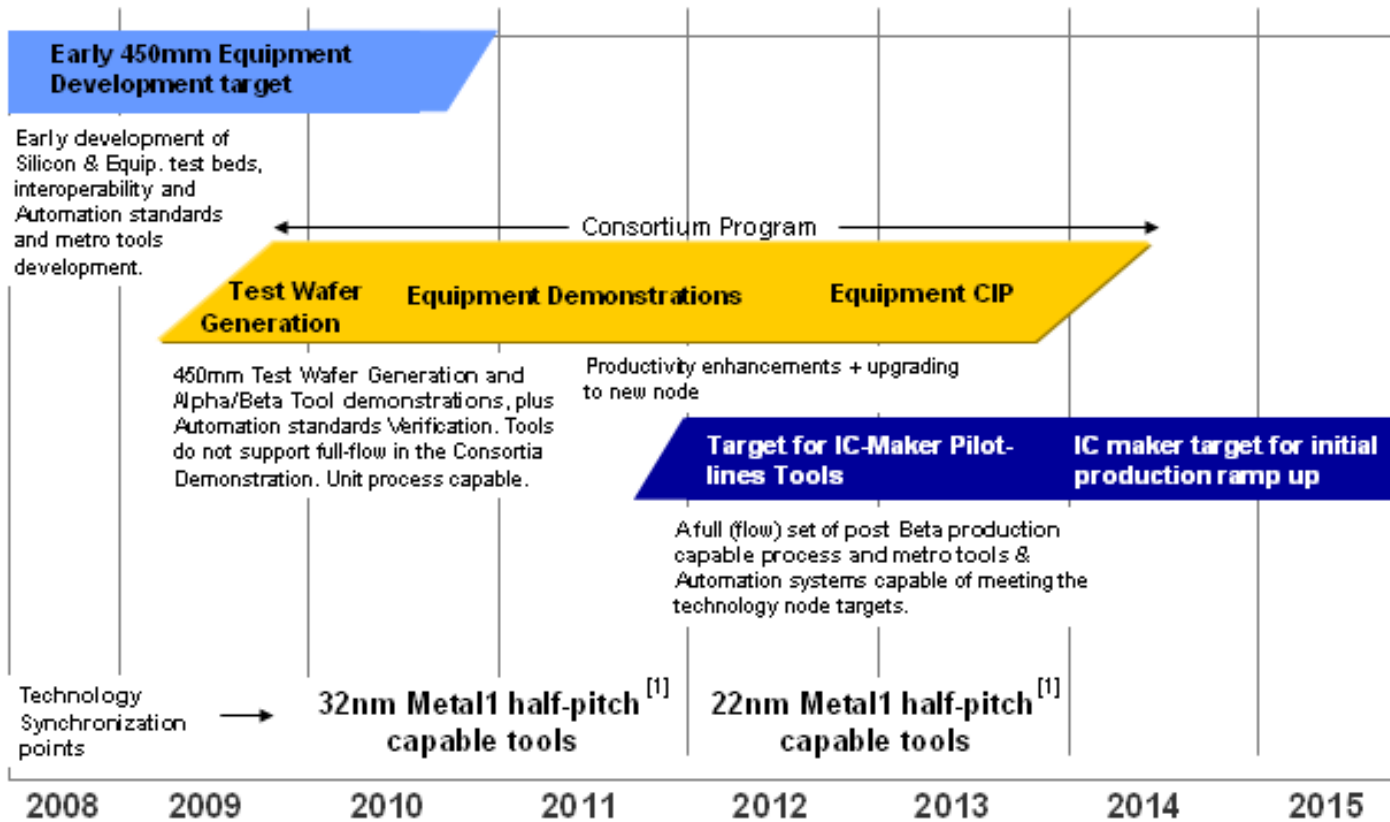 Early 450mm Equipment
Development target
Early development of
Silicon & Equip. test beds,
interoperability and
Automation standards
and metro tools
development.
Consortium Program
Test Wafer
Generation
Equipment Demonstrations
Equipment CIP
450mm Test Wafer Generation and
Alpha/Beta Tool demonstrations, plus
Automation standards Verification. Tools
do not support full-flow in the Consortia
Demonstration. Unit process capable.
Productivity enhancements + upgrading
to new node
Target for IC-Maker Pilot-
lines Tools
IC maker target for initial
production ramp up
A full (flow) set of post Beta production
capable process and metro tools &
Automation systems capable of meeting the
technology node targets.
Technology
Synchronization
points
32nm Metal1 half-pitch [1]
capable tools
22nm Metal1 half-pitch [1]
capable tools
2008 2009 2010 2011 2012 2013 2014 2015